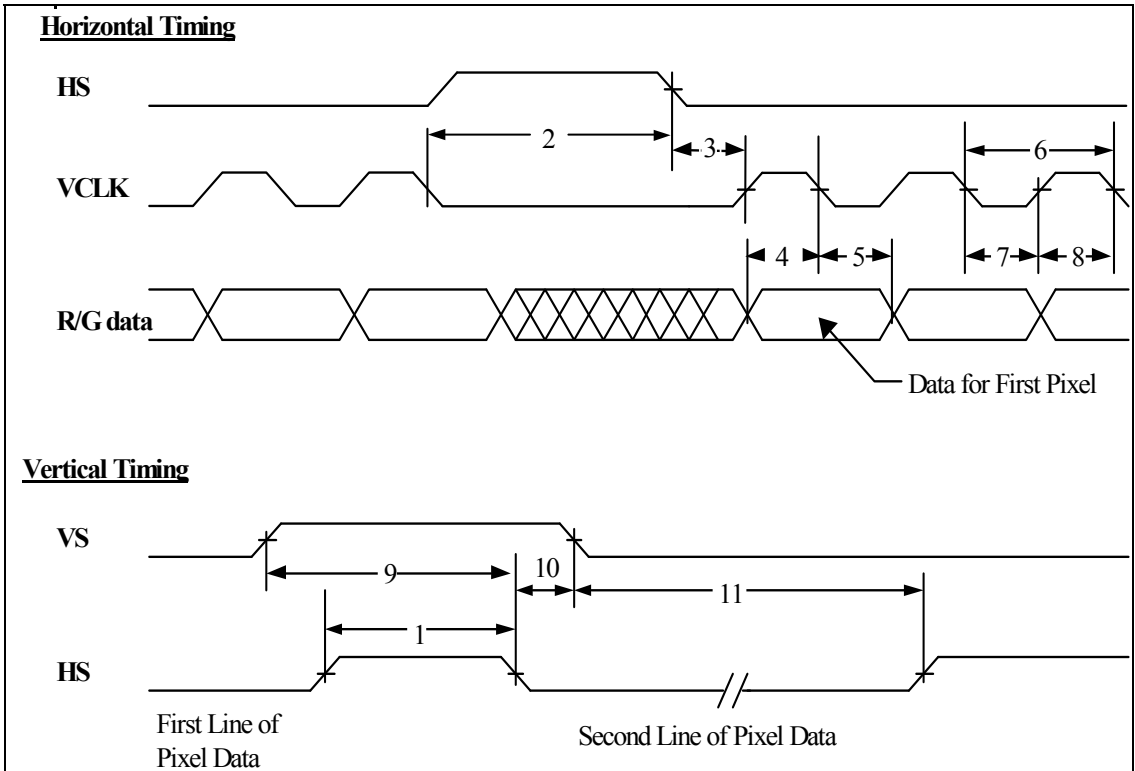 Horizontal Timing
HS
2
3
6
VCLK
4
5
7
8
R/G data
Data for First Pixel
Vertical Timing
VS
9
10
11
1
HS
First Line of
Pixel Data
Second Line of Pixel Data